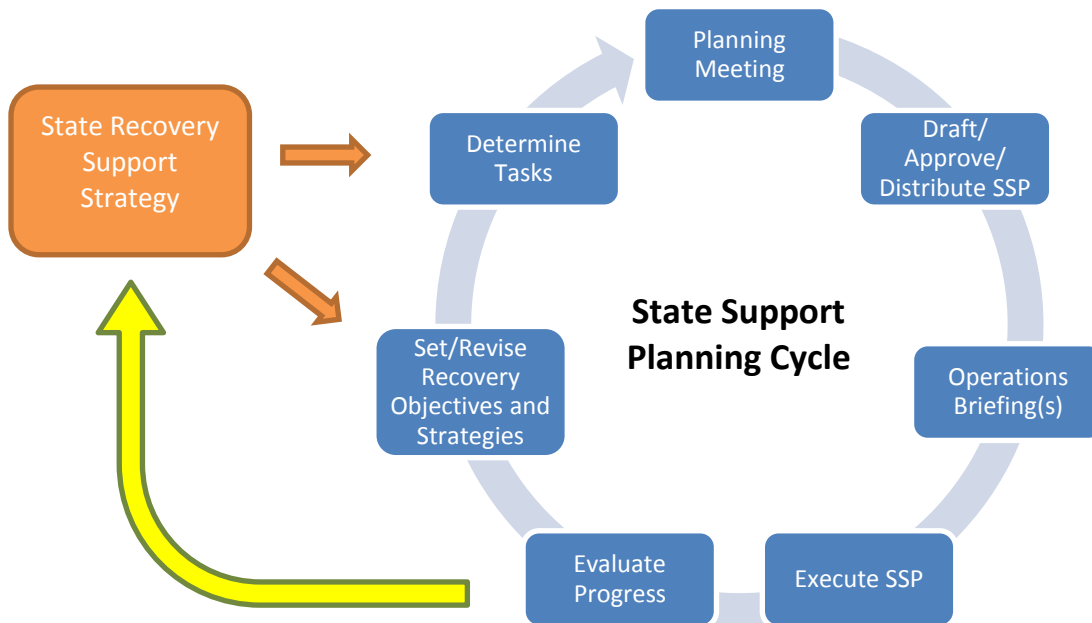 Planning
Meeting
State Recovery
Support
Strategy
Determine
Tasks
Draft/
Approve/
Distribute SSP
State Support
Planning Cycle
Set/Revise
Recovery
Objectives and
Strategies
Operations
Briefing(s)
Evaluate
Progress
Execute SSP